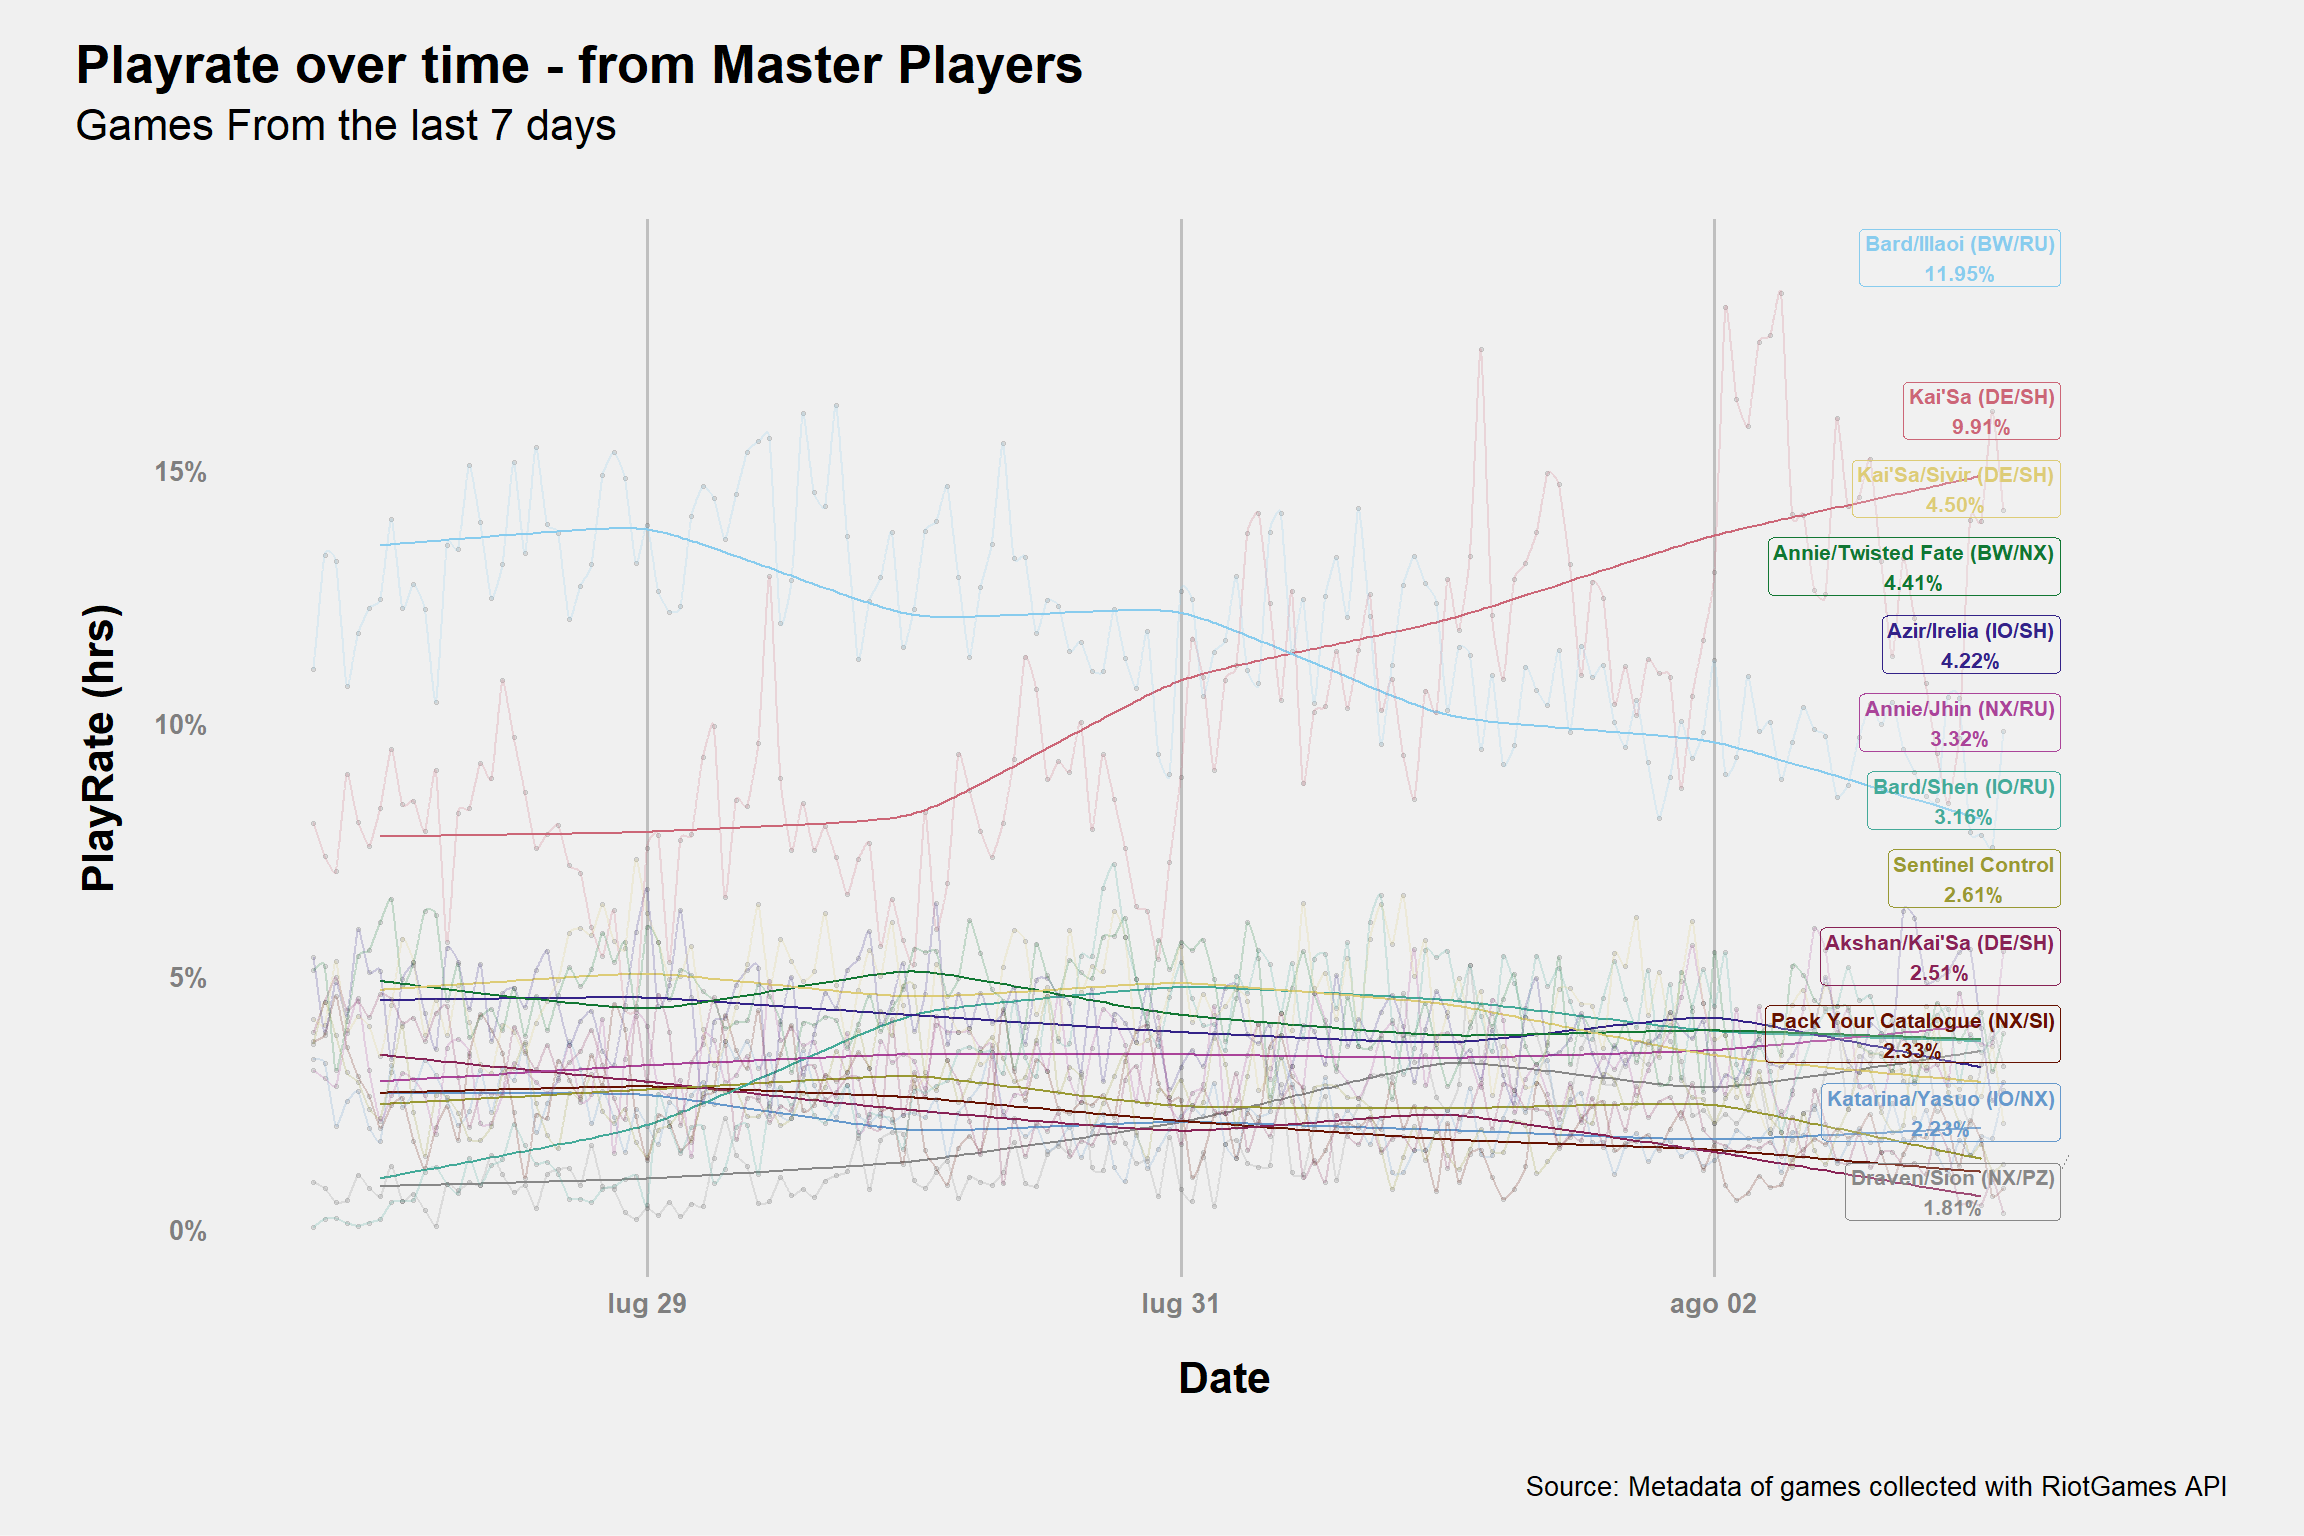 Playrate over time - from Master Players
Games From the last 7 days
PlayRate (hrs)
15%
10%
5%
0%
Bard/Illaoi (BW/RU)
11.95%
Kai'Sa (DE/SH)
9.91%
Kai'Sa/Sivir (DE/SH)
4.50%
Annie/Twisted Fate (BW/NX)
4.41%
Azir/Irelia (IO/SH)
4.22%
Annie/Jhin (NX/RU)
3.32%
Bard/Shen (IO/RU)
3.16%
Sentinel Control
2.61%
Akshan/Kai'Sa (DE/SH)
2.51%
Pack Your Catalogue (NX/SI)
2.33%
Katarina/Yasuo (IO/NX)
2.23%
Draven/Sion (NX/PZ)
1.81%
lug 29
lug 31
ago 02
Date
Source: Metadata of games collected with RiotGames API